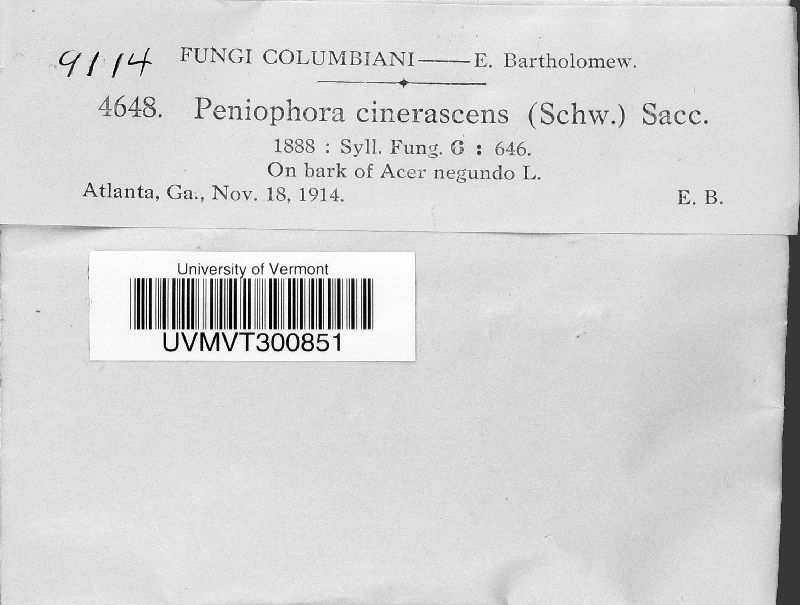 9114 FUNGI COLUMBIANI——E. Bartholomew.
4648. Peniophora cinerascens (Schw.) Sacc.
1888 : Syll. Fung. 6 : 646.
On bark of Acer negundo L.
Atlanta, Ga., Nov. 18, 1914. E. B.
University of Vermont
UVMVT300851